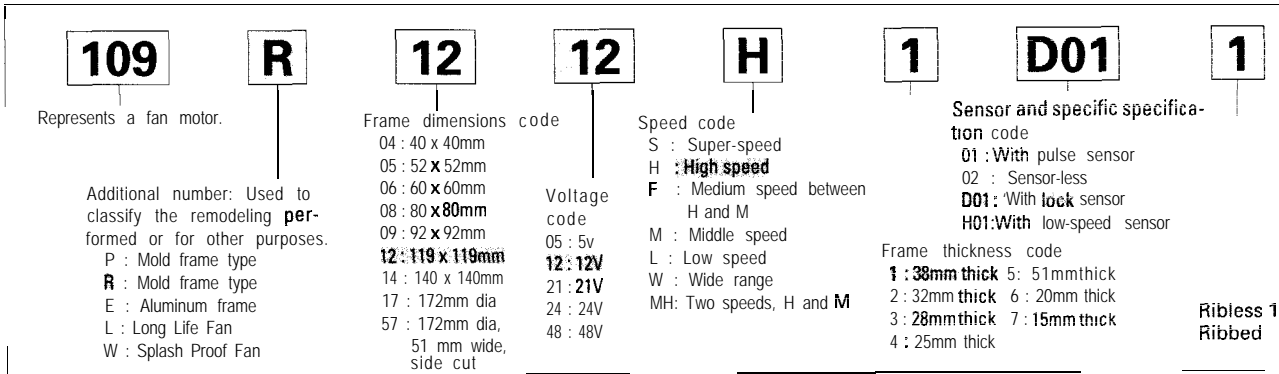 109 R 12 12 H 1 D01 1
Represents a fan motor.
Additional number: Used to
classify the remodeling per-
formed or for other purposes.
P : Mold frame type
R : Mold frame type
E : Aluminum frame
L : Long Life Fan
W : Splash Proof Fan
Frame dimensions code
04 : 40 x 40mm
05 : 52 x 52mm
06 : 60 x 60mm
08 : 80 x 80mm
09 : 92 x 92mm
12 : 119 x 119mm
14 : 140 x 140mm
17 : 172mm dia
57 : 172mm dia,
51 mm wide,
side cut
Voltage
code
05 : 5v
12 : 12V
21 : 21V
24 : 24V
48 : 48V
Speed code
S : Super-speed
H : High speed
F : Medium speed between
H and M
M : Middle speed
L : Low speed
W : Wide range
MH: Two speeds, H and M
Sensor and specific specifica-
tion code
01 : With pulse sensor
02 : Sensor-less
D01 : With lock sensor
H01:With low-speed sensor
Frame thickness code
1 : 38mm thick 5: 51mmthick
2 : 32mm thick 6 : 20mm thick
3 : 28mm thick 7 : 15mm thick
4 : 25mm thick
Ribless 1
Ribbed